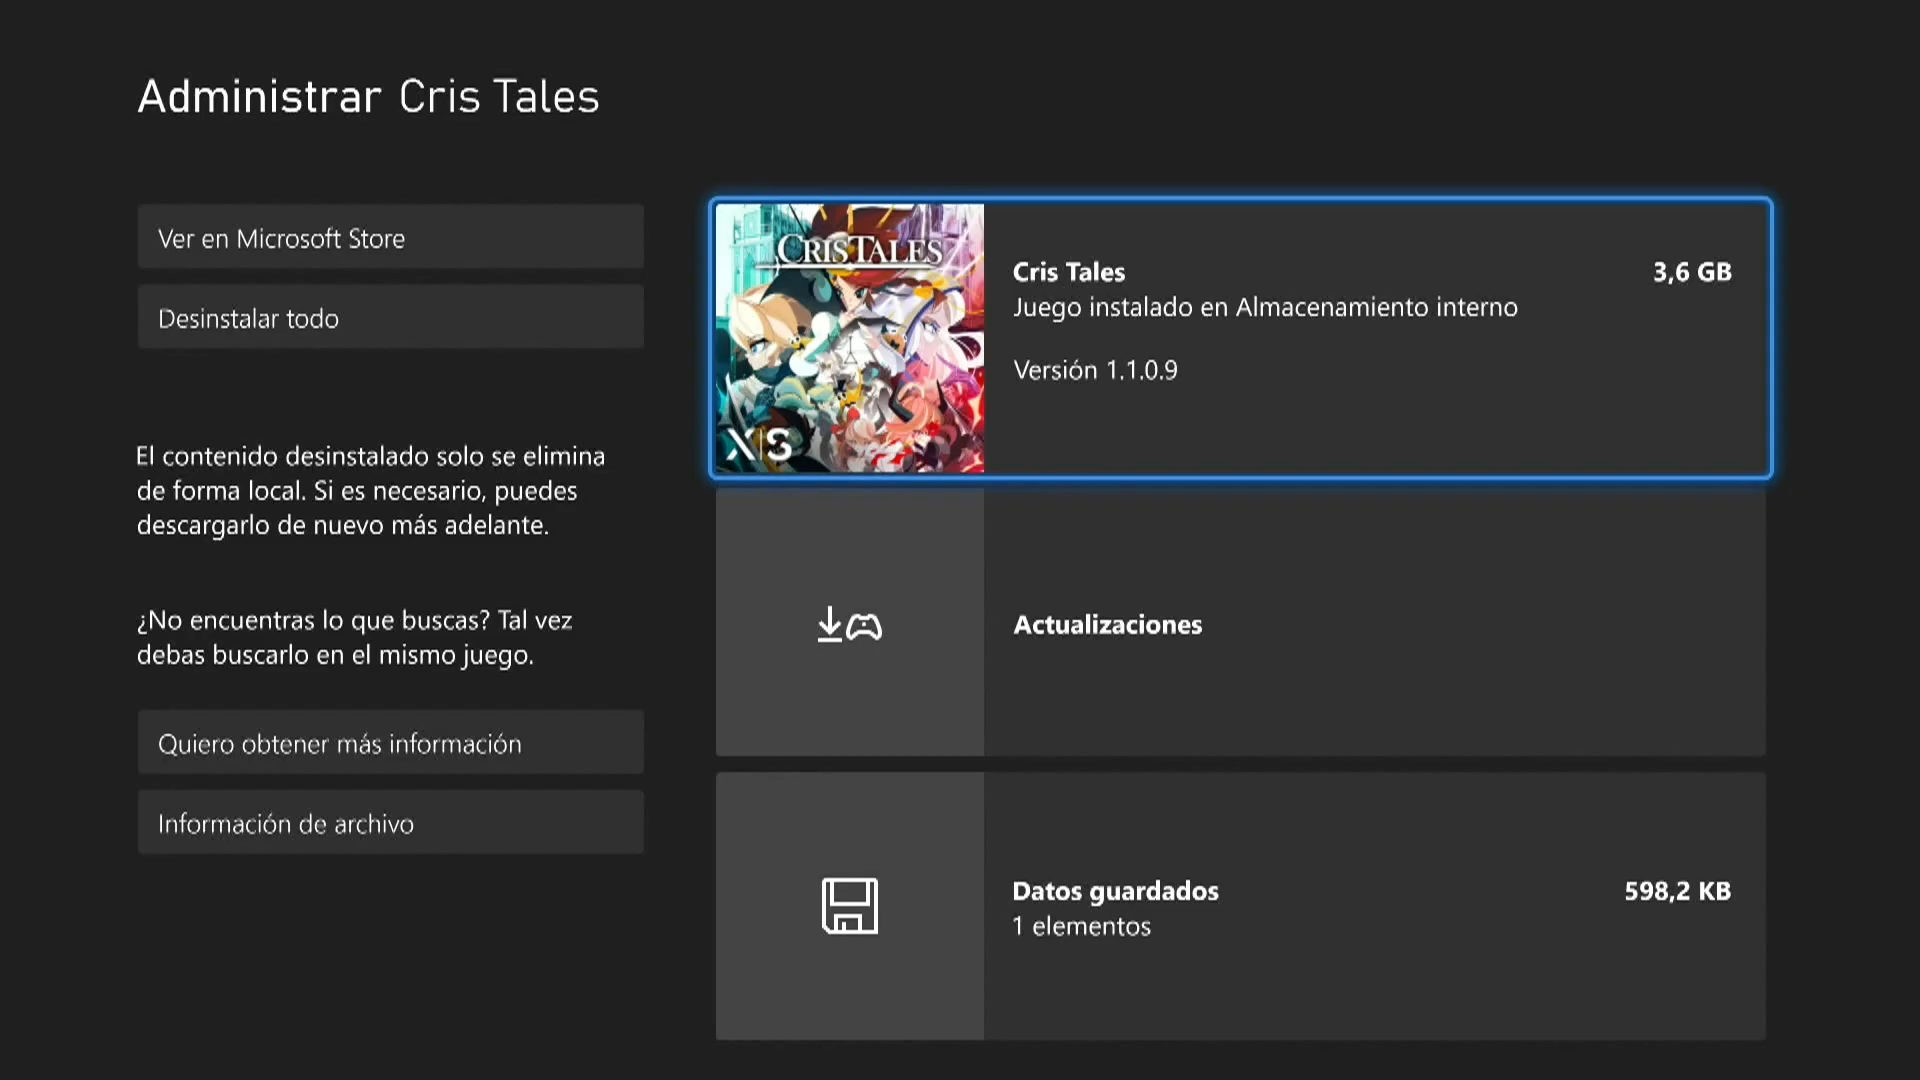 Administrar Cris Tales
Ver en Microsoft Store
Desinstalar todo
El contenido desinstalado solo se elimina
de forma local. Si es necesario, puedes
descargarlo de nuevo más adelante.
¿No encuentras lo que buscas? Tal vez
debas buscarlo en el mismo juego.
Quiero obtener más información
Información de archivo
CRISTALES
X|S
Cris Tales
3,6 GB
Juego instalado en Almacenamiento interno
Versión 1.1.0.9
Actualizaciones
Datos guardados
598,2 KB
1 elementos